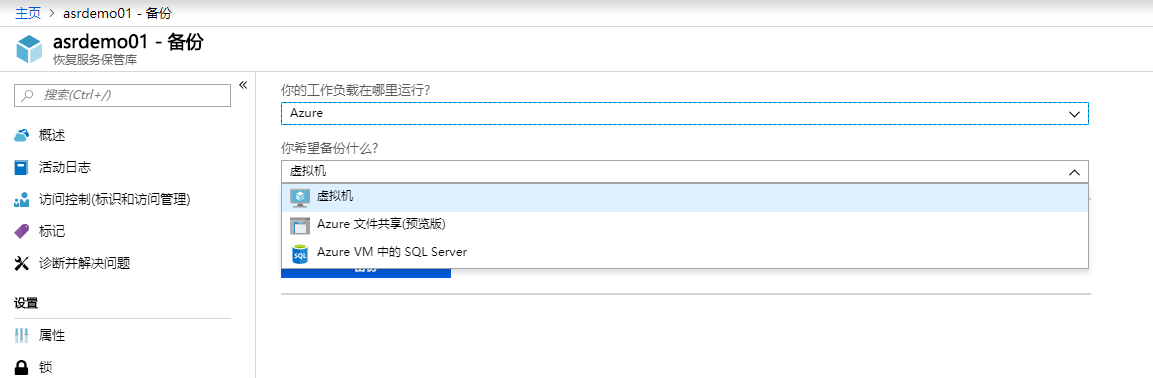 主页 > asrdemo01 - 备份
asrdemo01 - 备份
恢复服务保管库
搜索(Ctrl+/)
概述
活动日志
访问控制(标识和访问管理)
标记
诊断并解决问题
设置
属性
锁
你的工作负载在哪里运行?
Azure
你希望备份什么?
虚拟机
虚拟机
Azure 文件共享(预览版)
Azure VM 中的 SQL Server